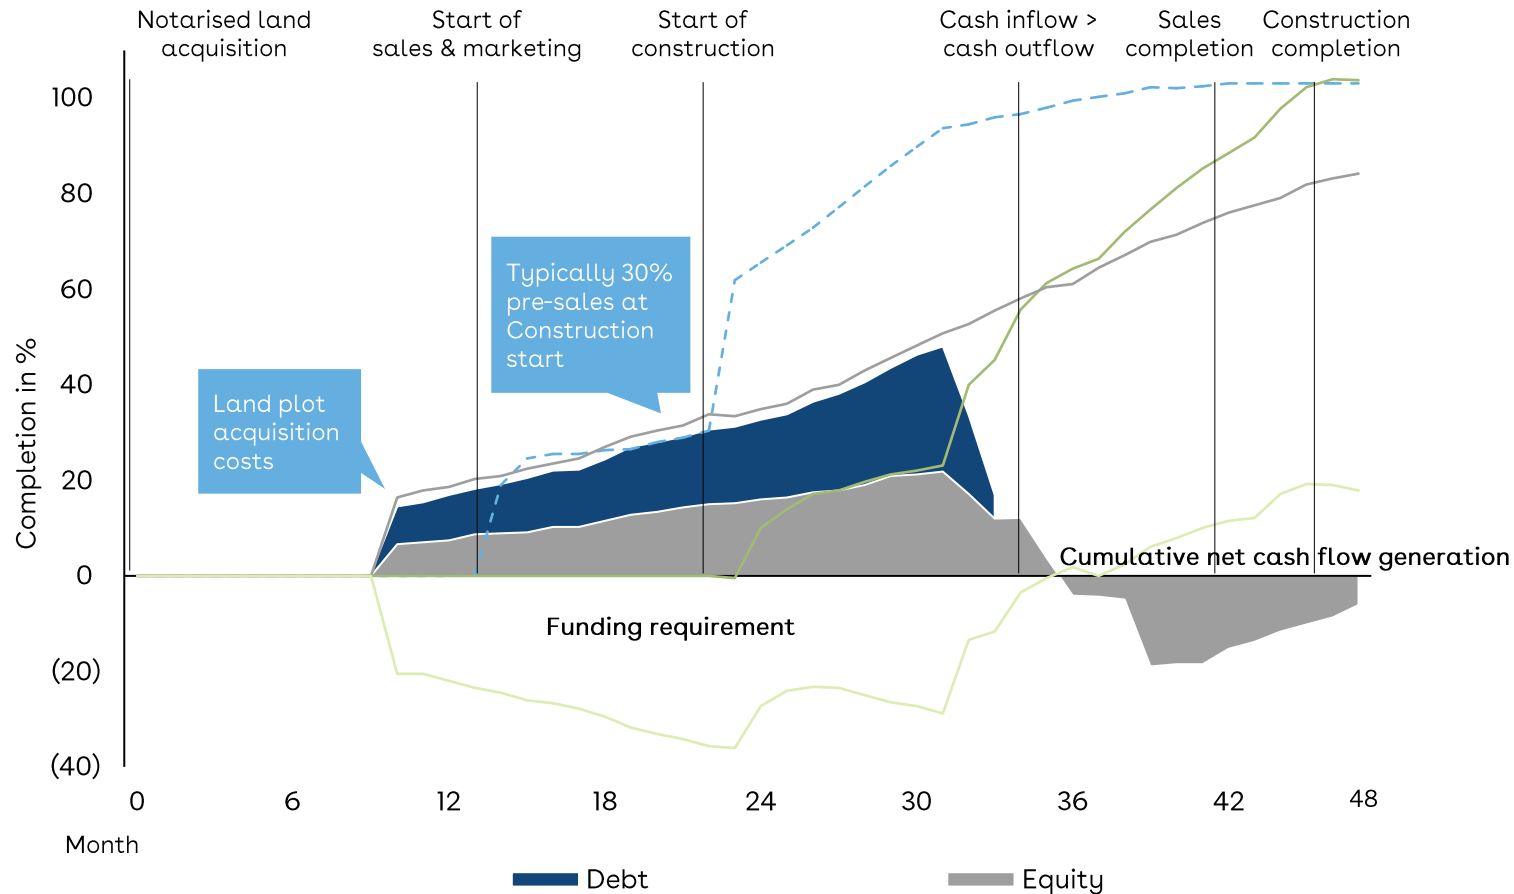 Notarised land
acquisition
Start of
sales & marketing
Start of
construction
Cash inflow >
cash outflow
Sales
completion
Construction
completion
Completion in %
100
80
60
40
20
0
(20)
(40)
Typically 30%
pre-sales at
Construction
start
Land plot
acquisition
costs
Cumulative net cash flow generation
Funding requirement
0 6 12 18 24 30 36 42 48
Month
Debt Equity